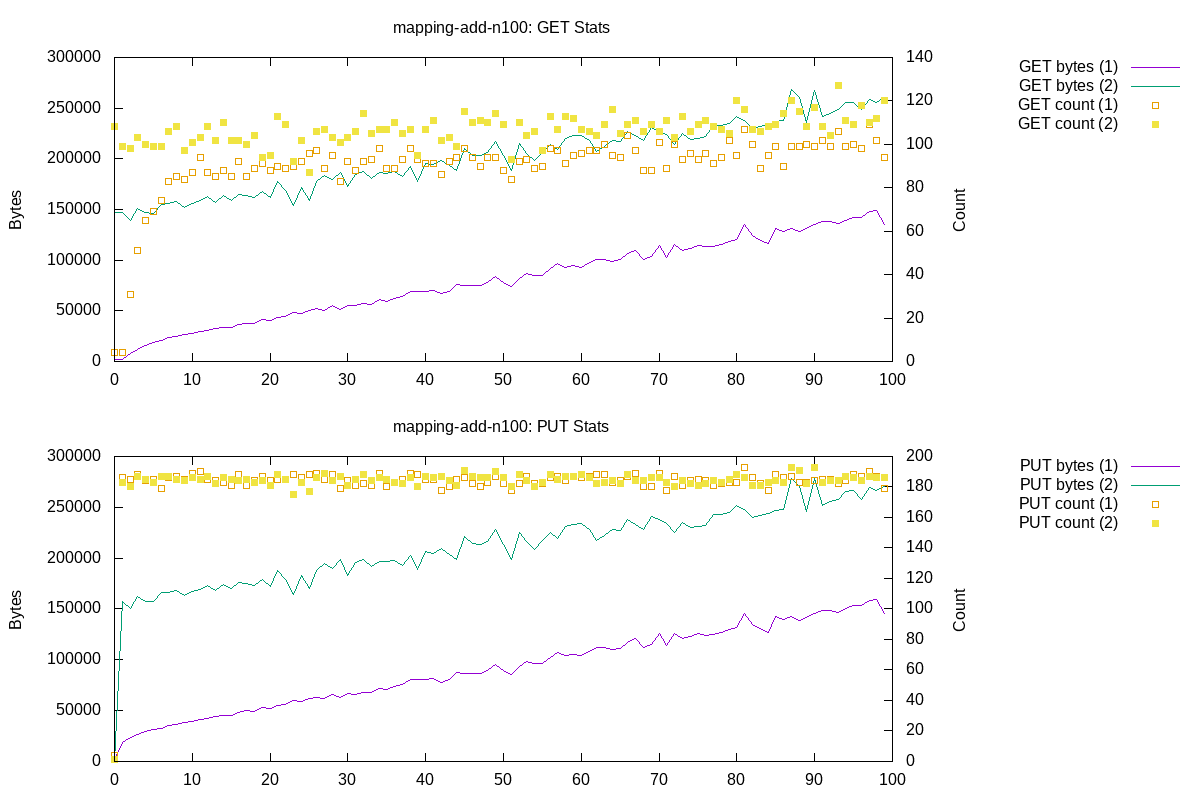 mapping-add-n100: GET Stats
300000
250000
200000
150000
100000
50000
0
Bytes
140
120
100
80
60
40
20
0
Count
0 10 20 30 40 50 60 70 80 90 100
GET bytes (1)
GET bytes (2)
GET count (1)
GET count (2)
mapping-add-n100: PUT Stats
300000
250000
200000
150000
100000
50000
0
Bytes
200
180
160
140
120
100
80
60
40
20
0
Count
0 10 20 30 40 50 60 70 80 90 100
PUT bytes (1)
PUT bytes (2)
PUT count (1)
PUT count (2)